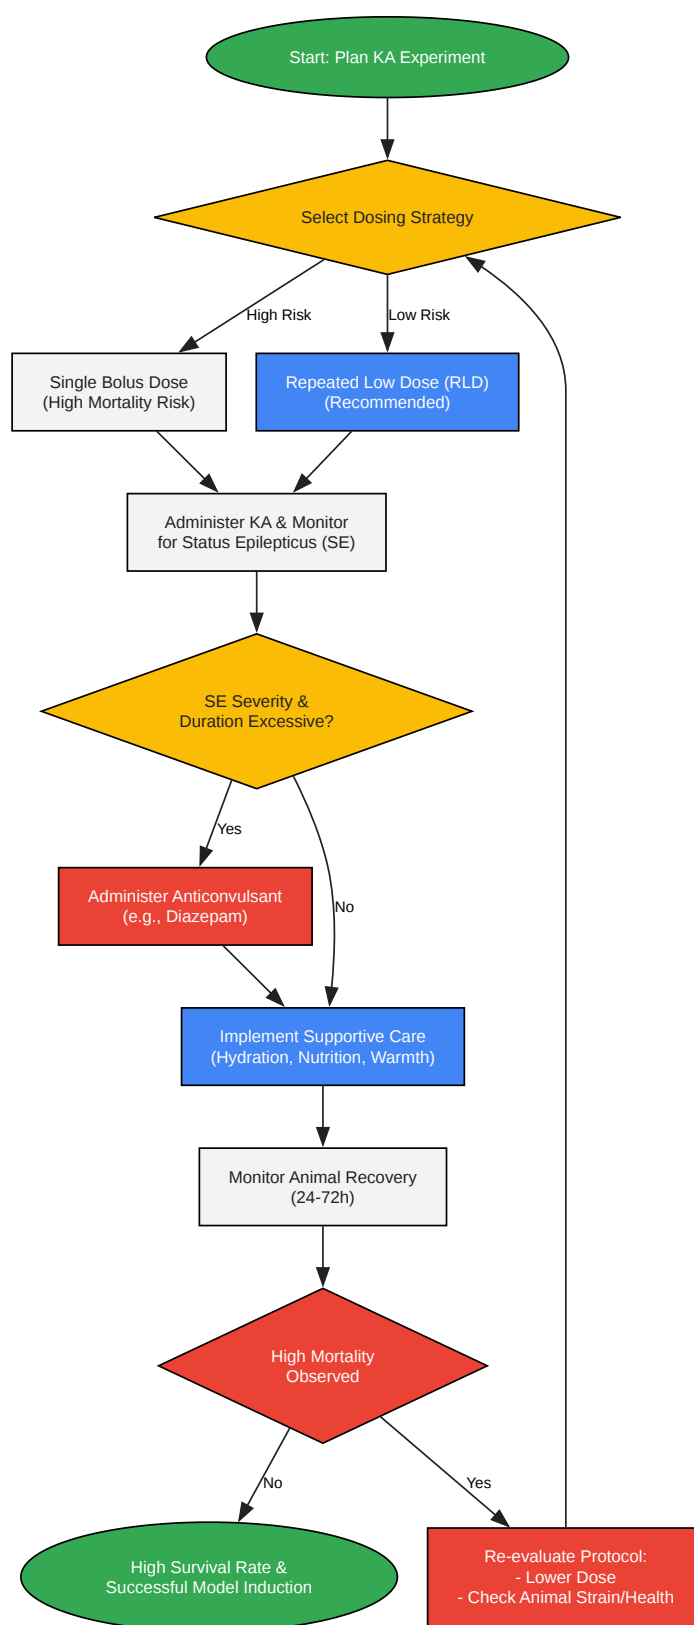 Start: Plan KA Experiment
Select Dosing Strategy
High Risk
Low Risk
Single Bolus Dose
(High Mortality Risk)
Repeated Low Dose (RLD)
(Recommended)
Administer KA & Monitor
for Status Epilepticus (SE)
SE Severity &
Duration Excessive?
Yes
Administer Anticonvulsant
(e.g., Diazepam)
No
Implement Supportive Care
(Hydration, Nutrition, Warmth)
Monitor Animal Recovery
(24-72h)
High Mortality
Observed
No
Yes
High Survival Rate &
Successful Model Induction
Re-evaluate Protocol:
- Lower Dose
- Check Animal Strain/Health